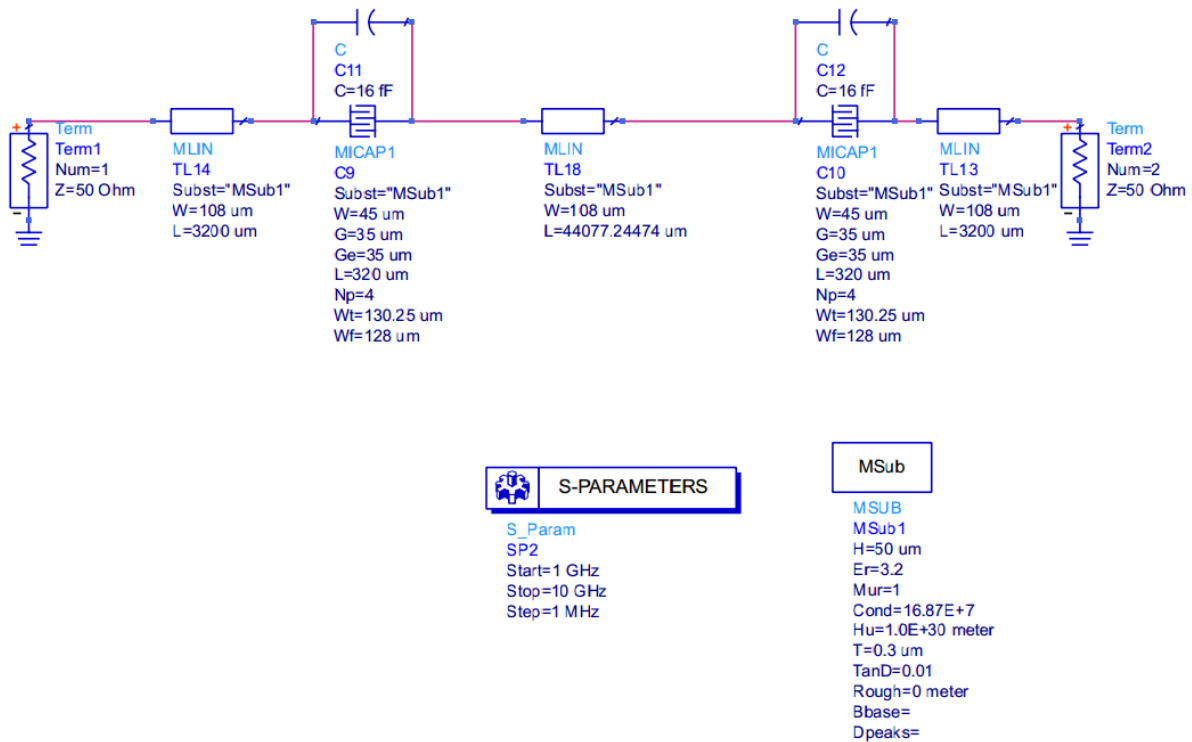 C
C11
C=16 fF
C
C12
C=16 fF
+
Term
Term1
Num=1
Z=50 Ohm
-
MLIN
TL14
Subst="MSub1"
W=108 um
L=3200 um
MICAP1
C9
Subst="MSub1"
W=45 um
G=35 um
Ge=35 um
L=320 um
Np=4
Wt=130.25 um
Wf=128 um
MLIN
TL18
Subst="MSub1"
W=108 um
L=44077.24474 um
MICAP1
C10
Subst="MSub1"
W=45 um
G=35 um
Ge=35 um
L=320 um
Np=4
Wt=130.25 um
Wf=128 um
MLIN
TL13
Subst="MSub1"
W=108 um
L=3200 um
+
Term
Term2
Num=2
Z=50 Ohm
-
S-PARAMETERS
S_Param
SP2
Start=1 GHz
Stop=10 GHz
Step=1 MHz
MSub
MSUB
MSub1
H=50 um
Er=3.2
Mur=1
Cond=16.87E+7
Hu=1.0E+30 meter
T=0.3 um
TanD=0.01
Rough=0 meter
Bbase=
Dpeaks=